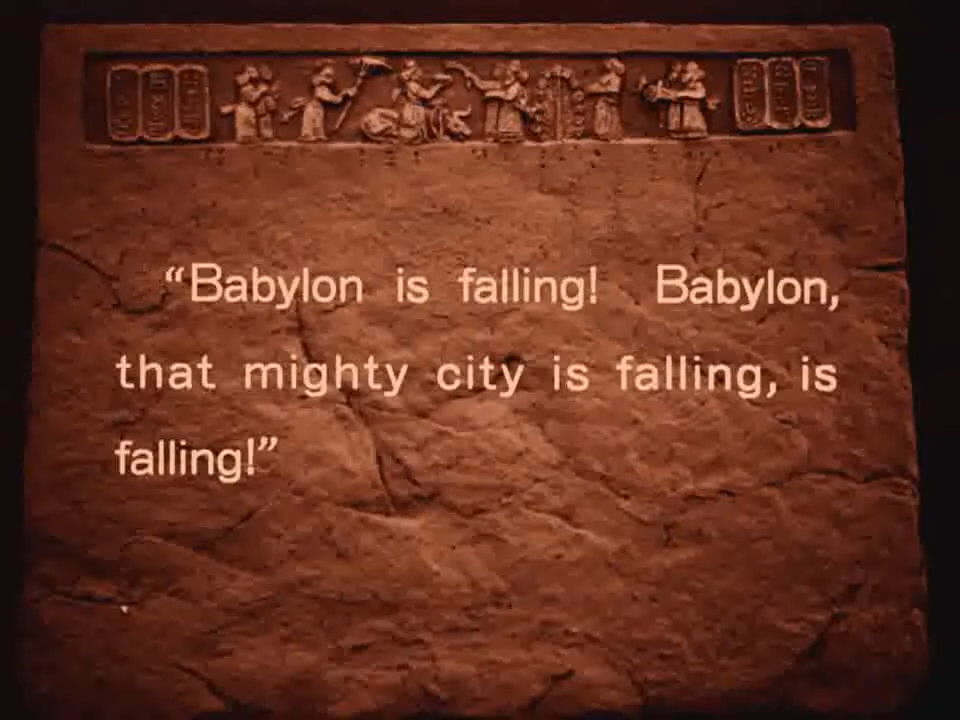 “Babylon is falling! Babylon,
that mighty city is falling, is
falling!”